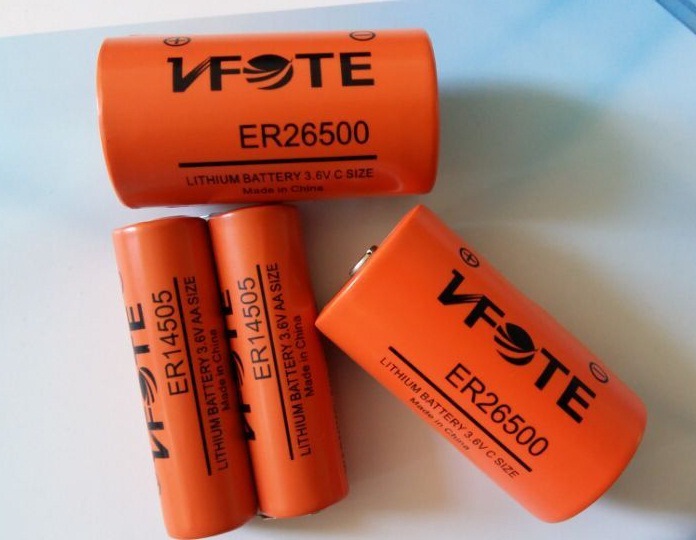 VFOTE
ER26500
LITHIUM BATTERY 3.6V C SIZE
Made in China
VFOTE
ER14505
LITHIUM BATTERY 3.6V AA SIZE
Made in China
ER14505
LITHIUM BATTERY 3.6V AA SIZE
Made in China
VFOTE
ER26500
LITHIUM BATTERY 3.6V C SIZE
Made in China